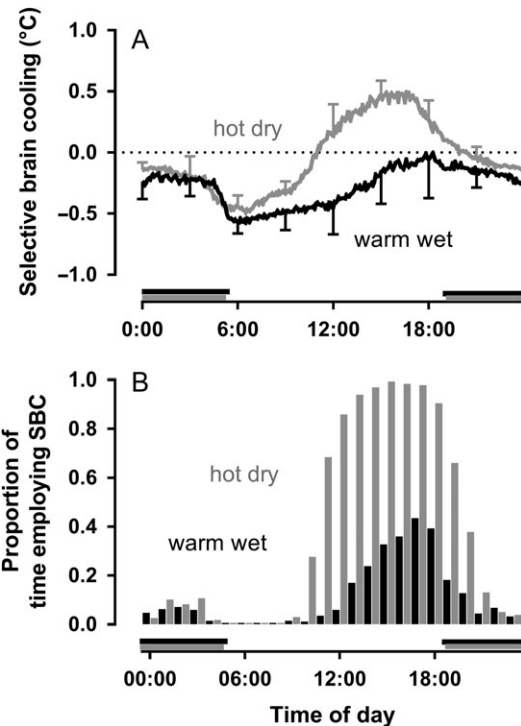 A
Selective brain cooling (°C)
1.0
0.5
0.0
−0.5
−1.0
hot dry
warm wet
0:00 6:00 12:00 18:00
B
Proportion of
time employing SBC
1.0
0.8
0.6
0.4
0.2
0.0
hot dry
warm wet
00:00 06:00 12:00 18:00
Time of day